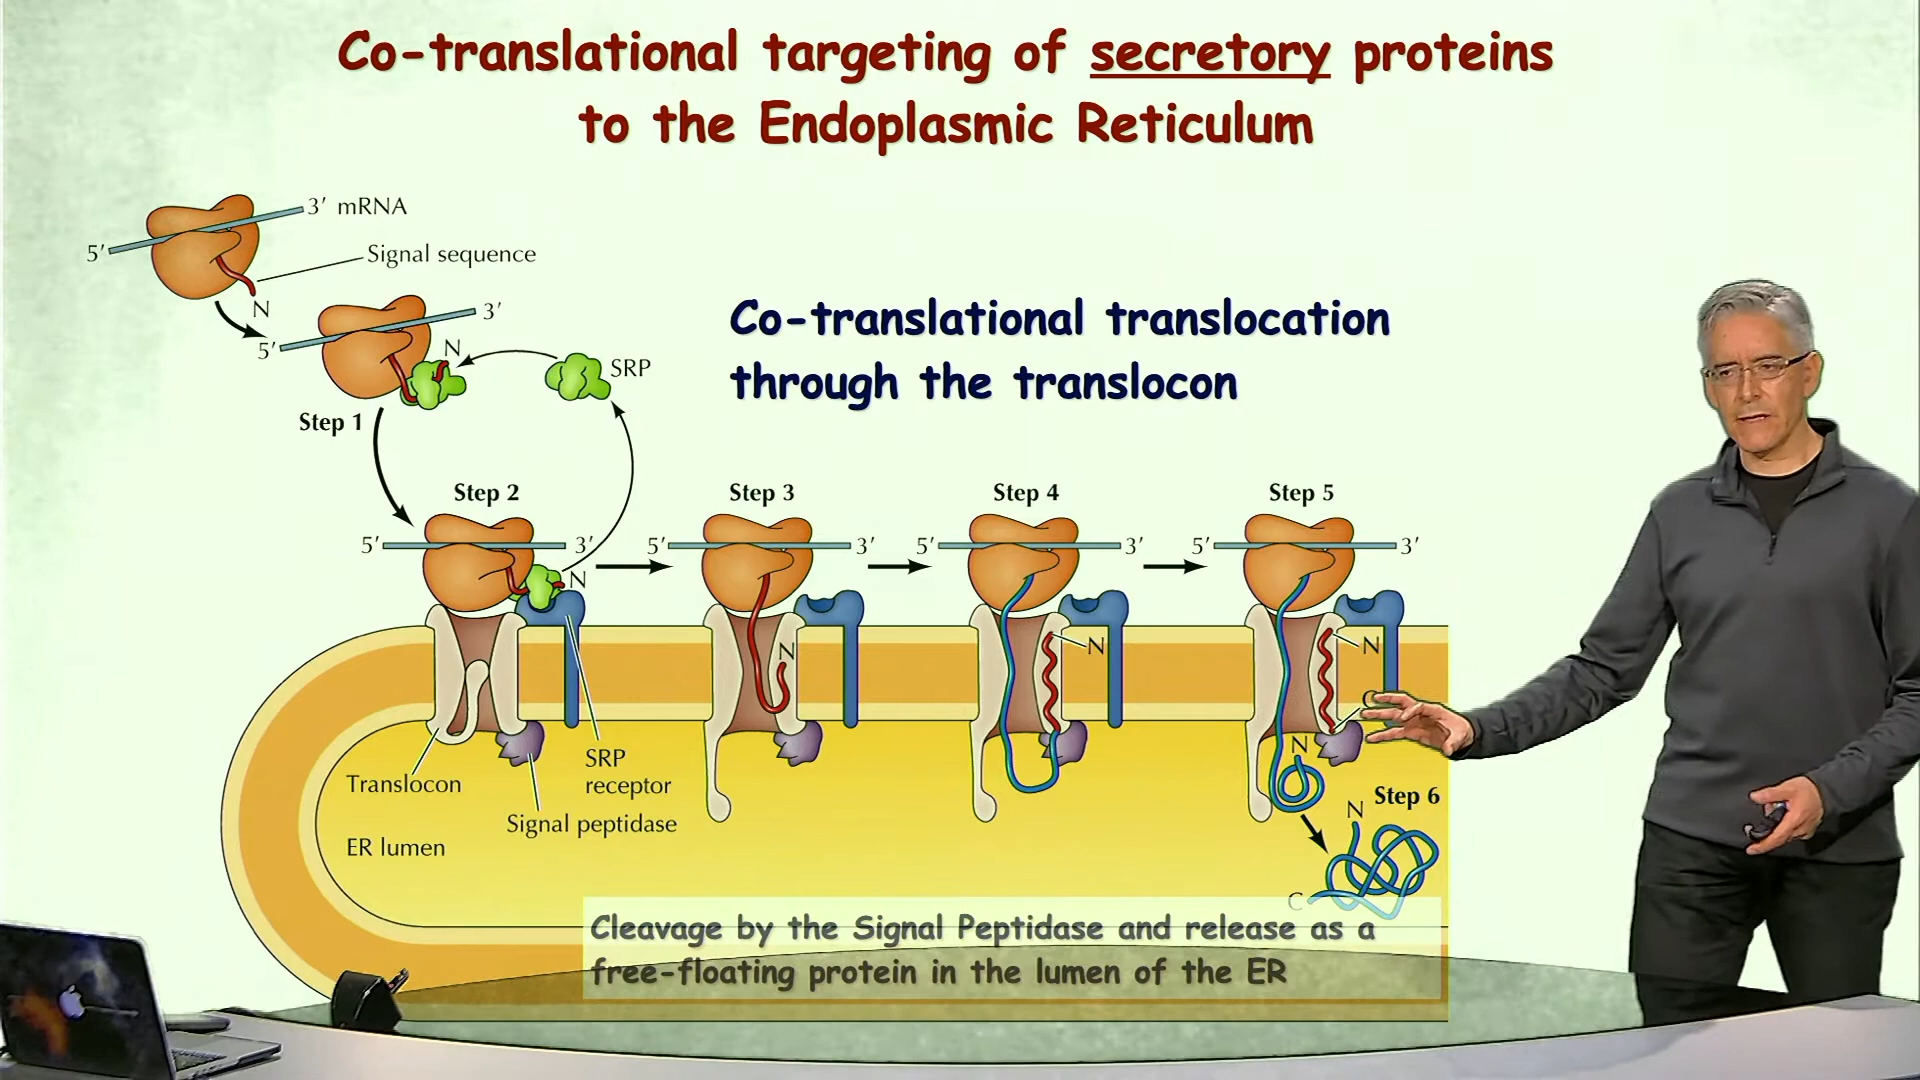 Co-translational targeting of secretory proteins
to the Endoplasmic Reticulum
3′ mRNA
5′
Signal sequence
N
3′
5′
N
SRP
Step 1
Co-translational translocation
through the translocon
Step 2
Step 3
Step 4
Step 5
5′
3′
5′
3′
5′
3′
5′
3′
N
N
N
N
C
SRP
receptor
Translocon
Signal peptidase
ER lumen
N
Step 6
N
C
Cleavage by the Signal Peptidase and release as a
free-floating protein in the lumen of the ER